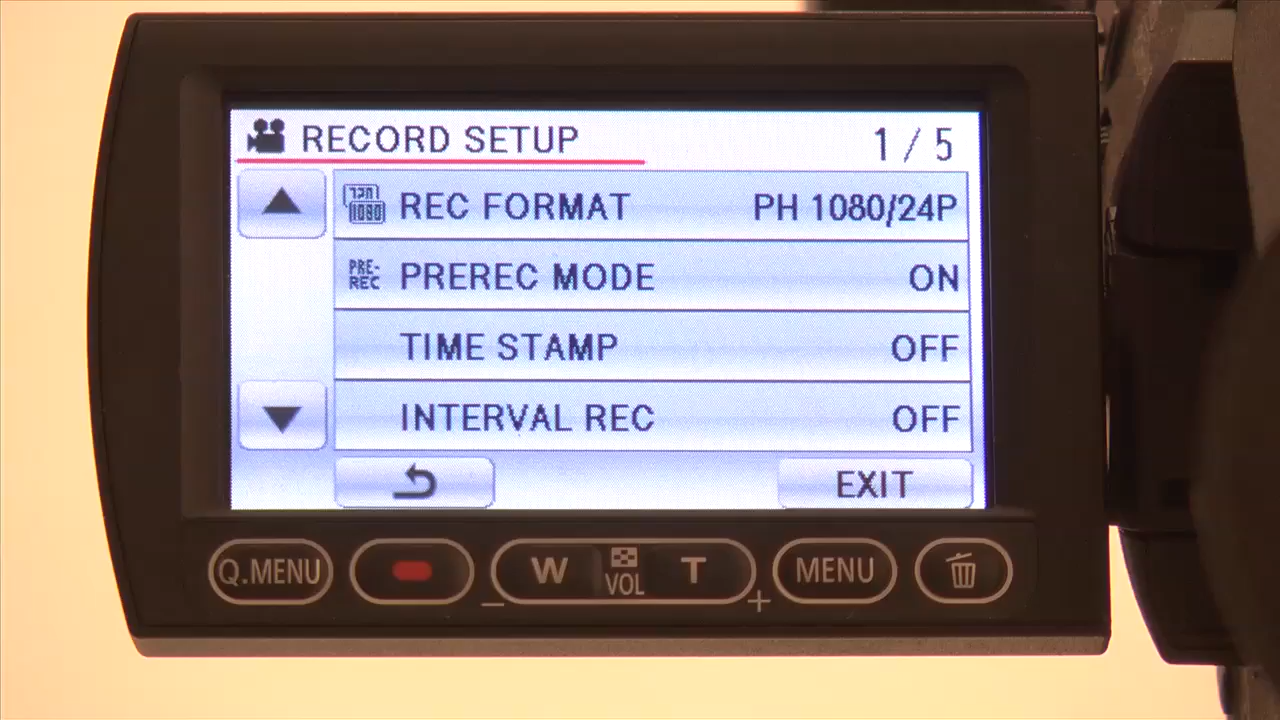 RECORD SETUP 1 / 5
1080 REC FORMAT PH 1080/24P
PRE-REC PREREC MODE ON
TIME STAMP OFF
INTERVAL REC OFF
EXIT
Q.MENU W VOL T MENU
− +